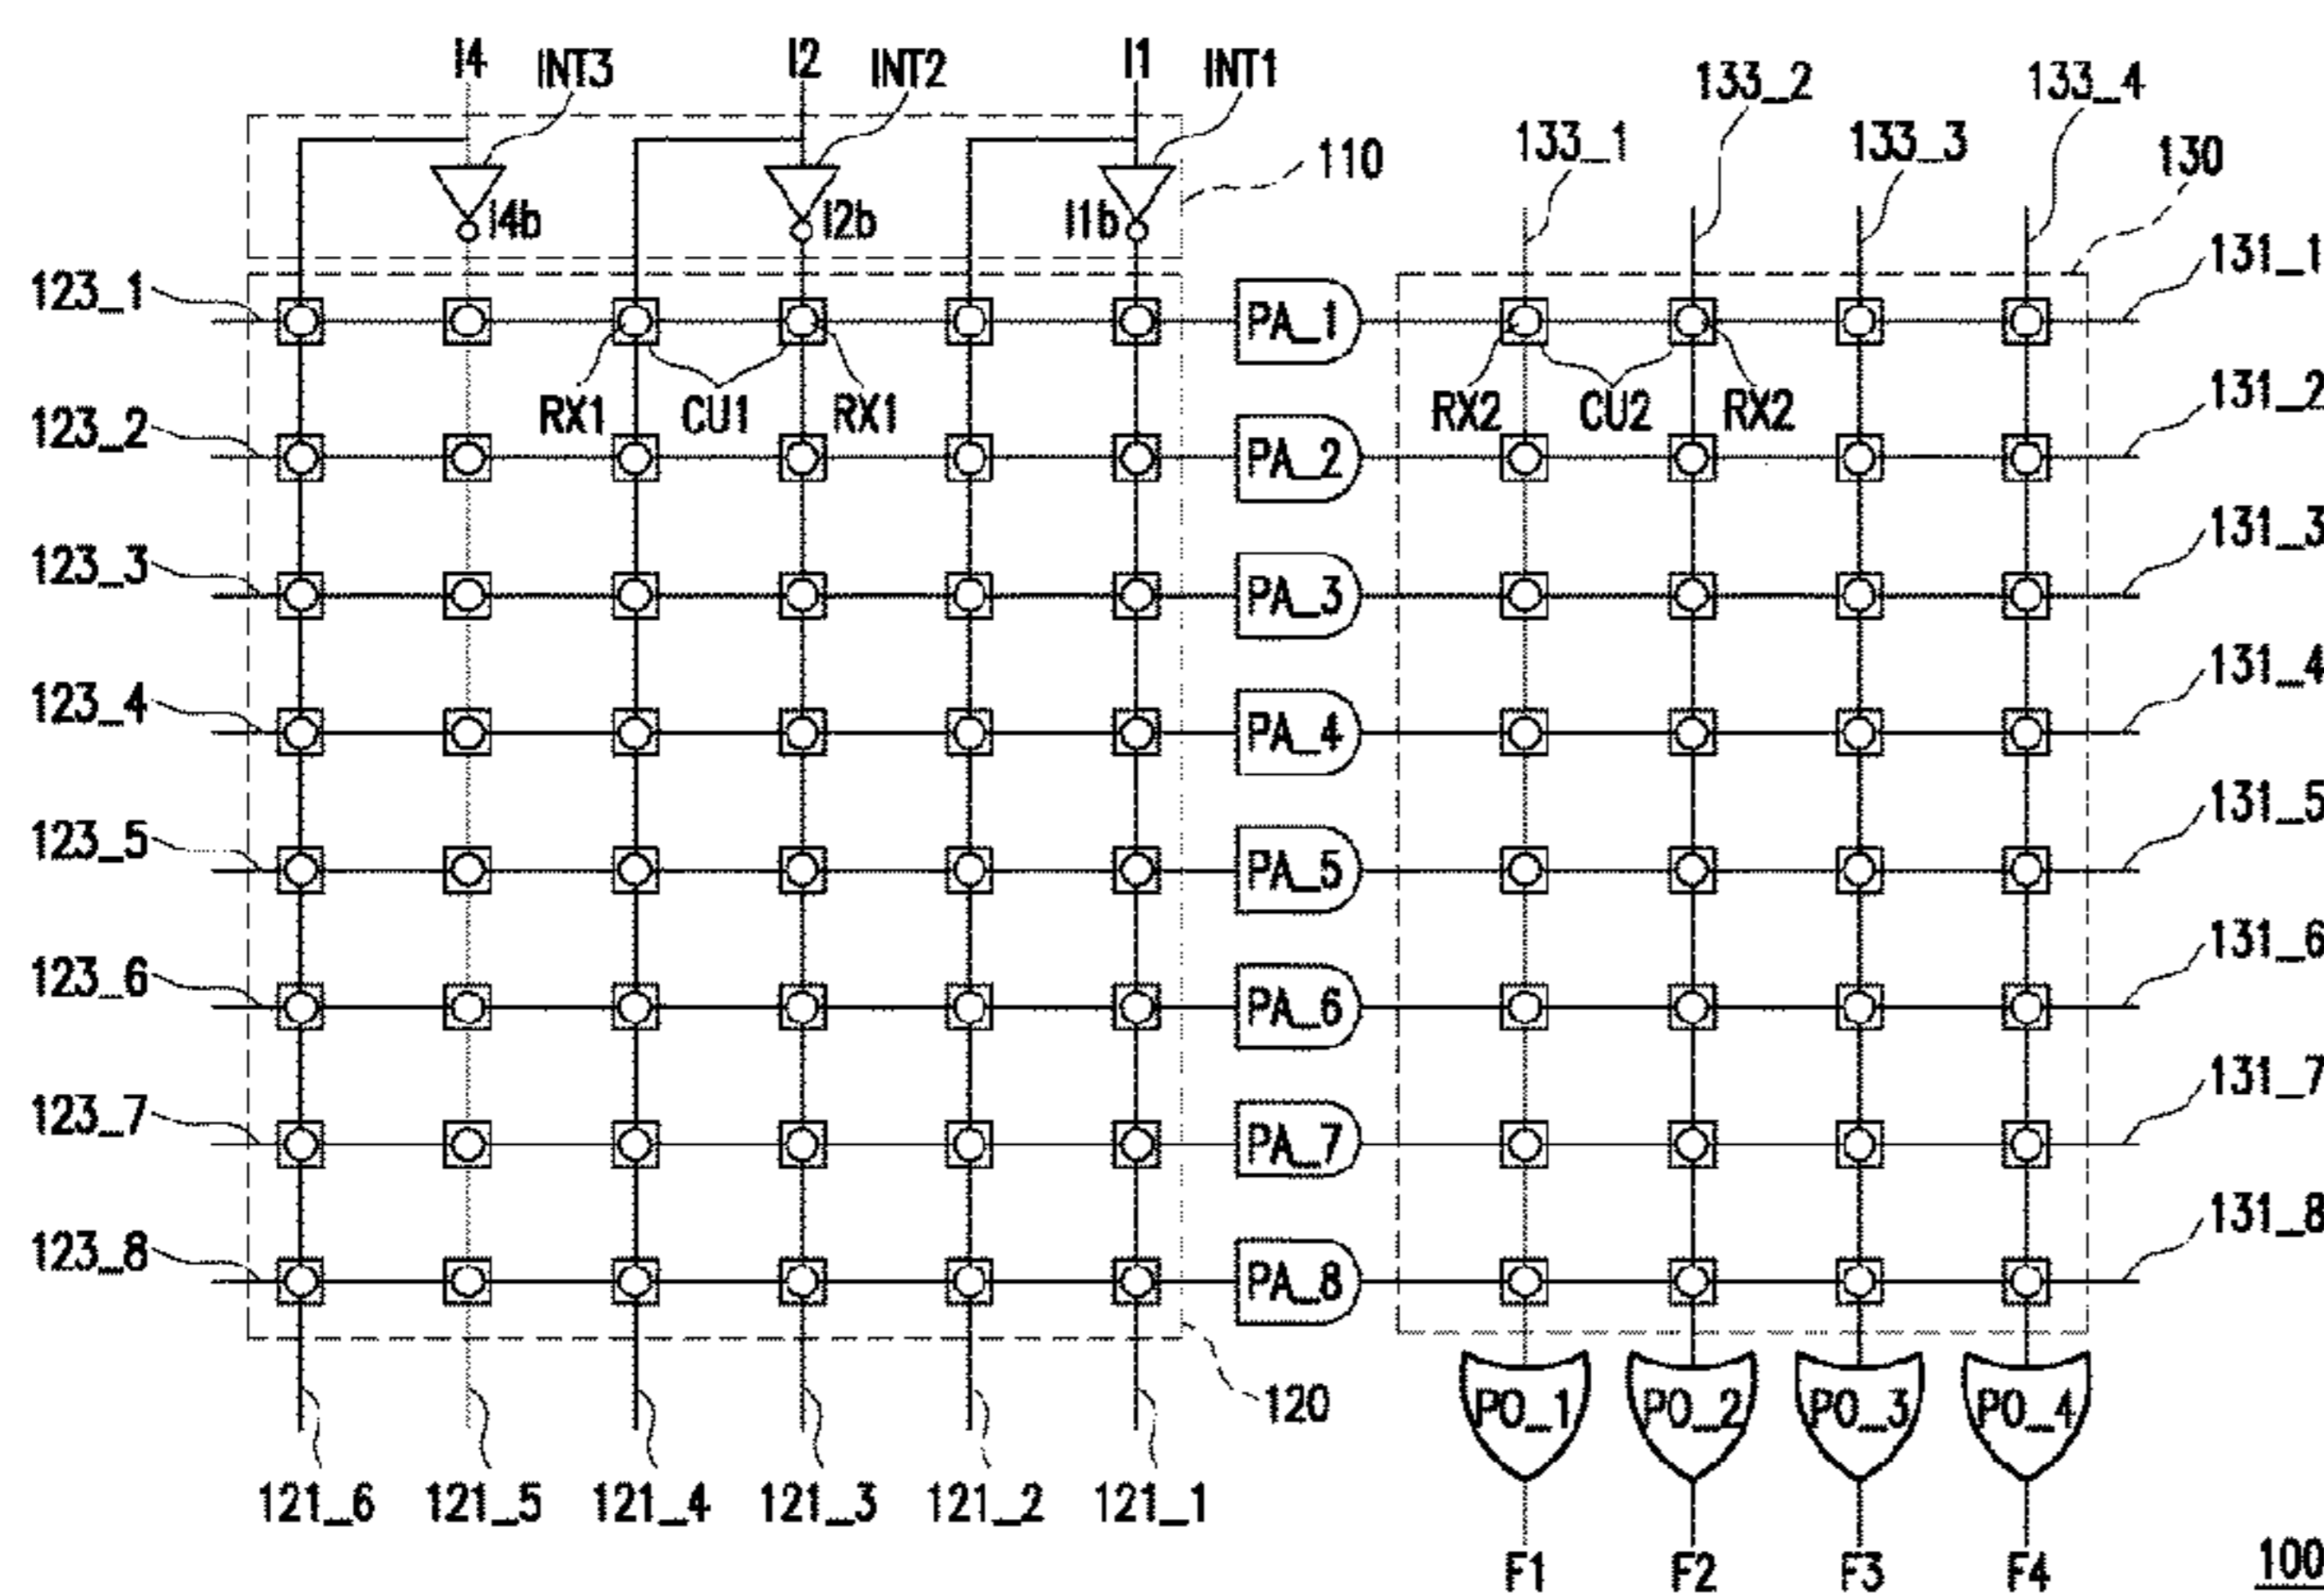 I4 INT3 I2 INT2 I1 INT1 133_2 133_4
133_1 133_3 130
110
I4b I2b I1b
123_1 PA_1 131_1
RX1 CU1 RX1 RX2 CU2 RX2
123_2 PA_2 131_2
123_3 PA_3 131_3
123_4 PA_4 131_4
123_5 PA_5 131_5
123_6 PA_6 131_6
123_7 PA_7 131_7
123_8 PA_8 131_8
120 PO_1 PO_2 PO_3 PO_4
121_6 121_5 121_4 121_3 121_2 121_1
F1 F2 F3 F4 100